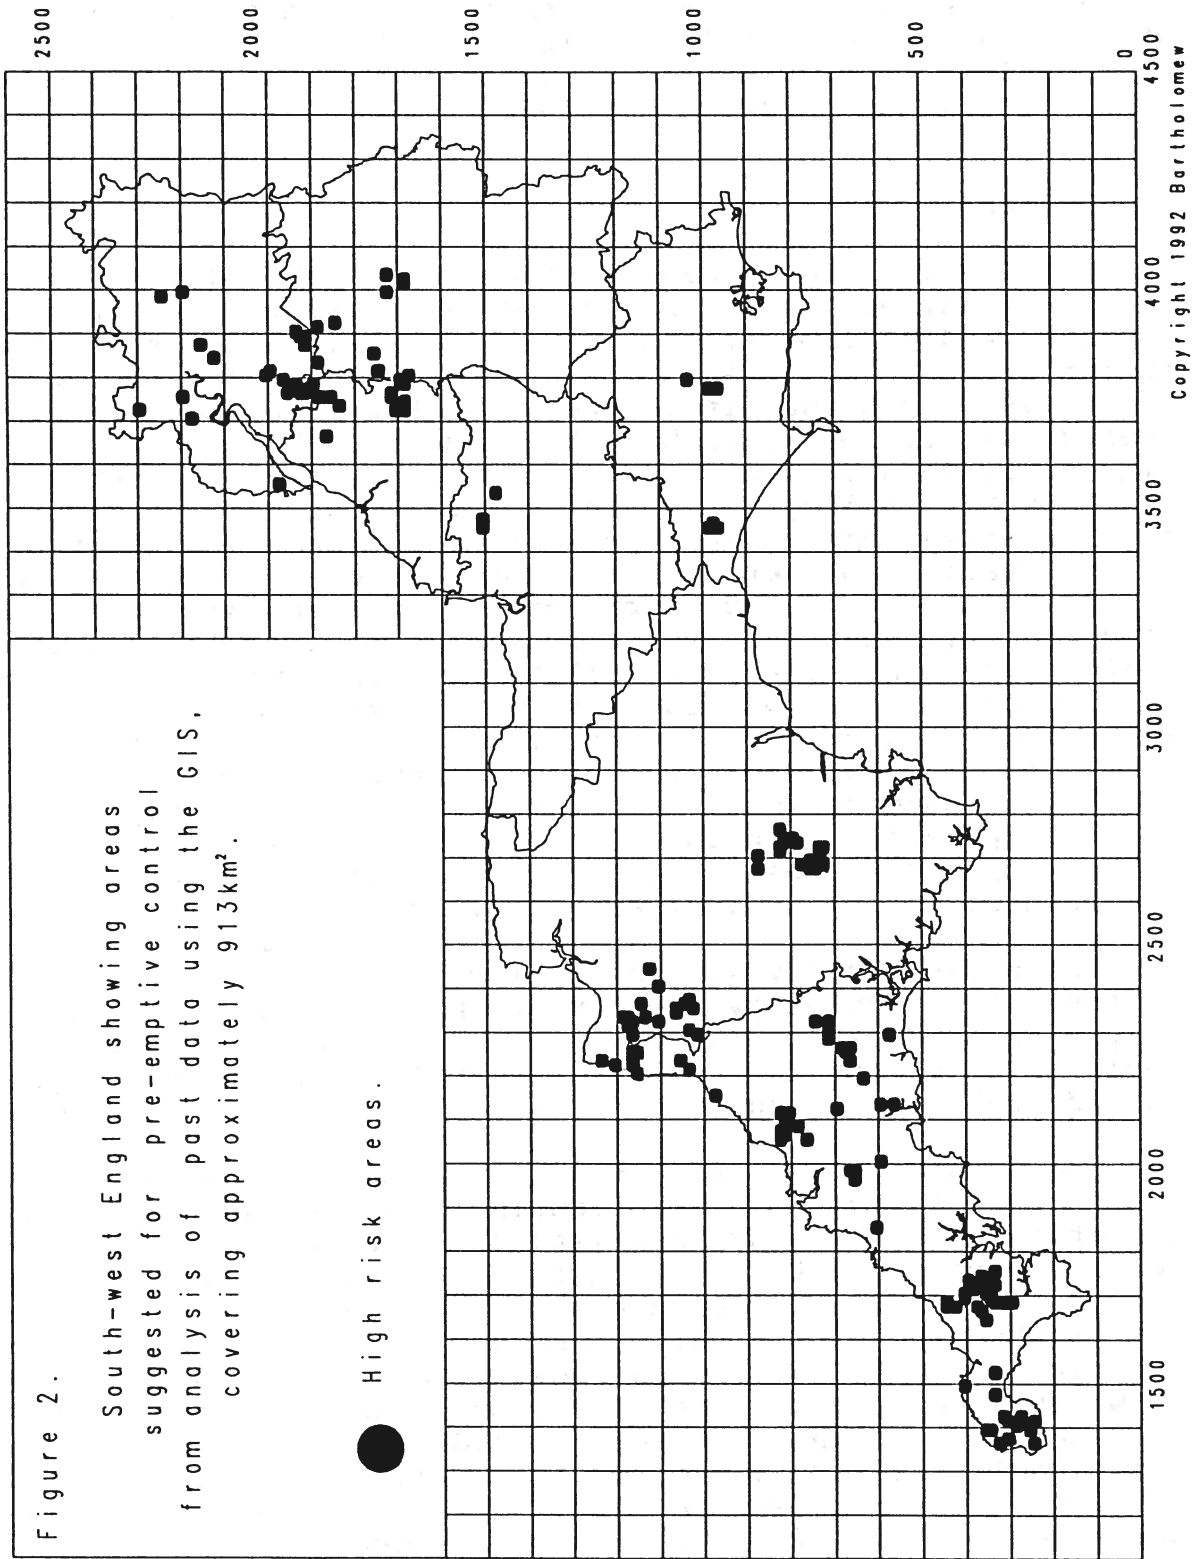 Figure 2.
South-west England showing areas
suggested for pre-emptive control
from analysis of past data using the GIS,
covering approximately 913km².
High risk areas.
2500
2000
1500
1000
500
0
1500
2000
2500
3000
3500
4000
4500
Copyright 1992 Bartholomew